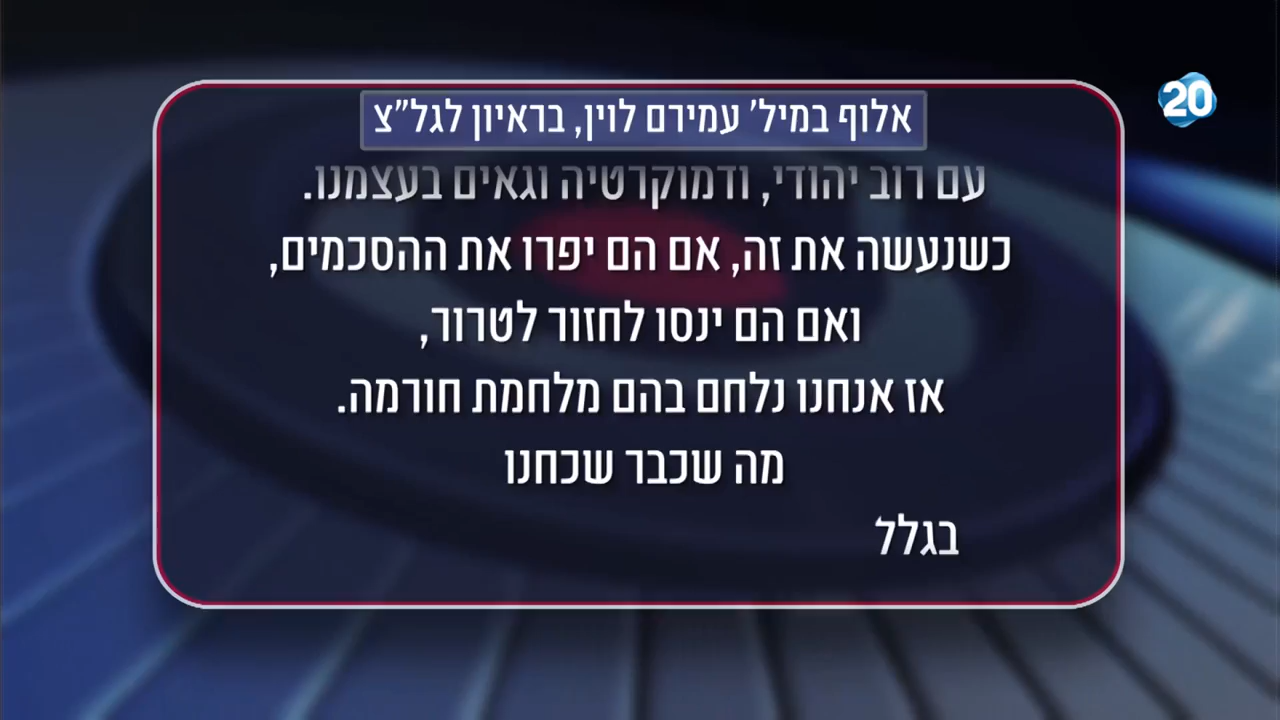 20
אלוף במיל' עמירם לוין, בראיון לגל"צ
עם רוב יהודי, ודמוקרטיה וגאים בעצמנו.
כשנעשה את זה, אם הם יפרו את ההסכמים,
ואם הם ינסו לחזור לטרור,
אז אנחנו נלחם בהם מלחמת חורמה.
מה שכבר שכחנו
בגלל